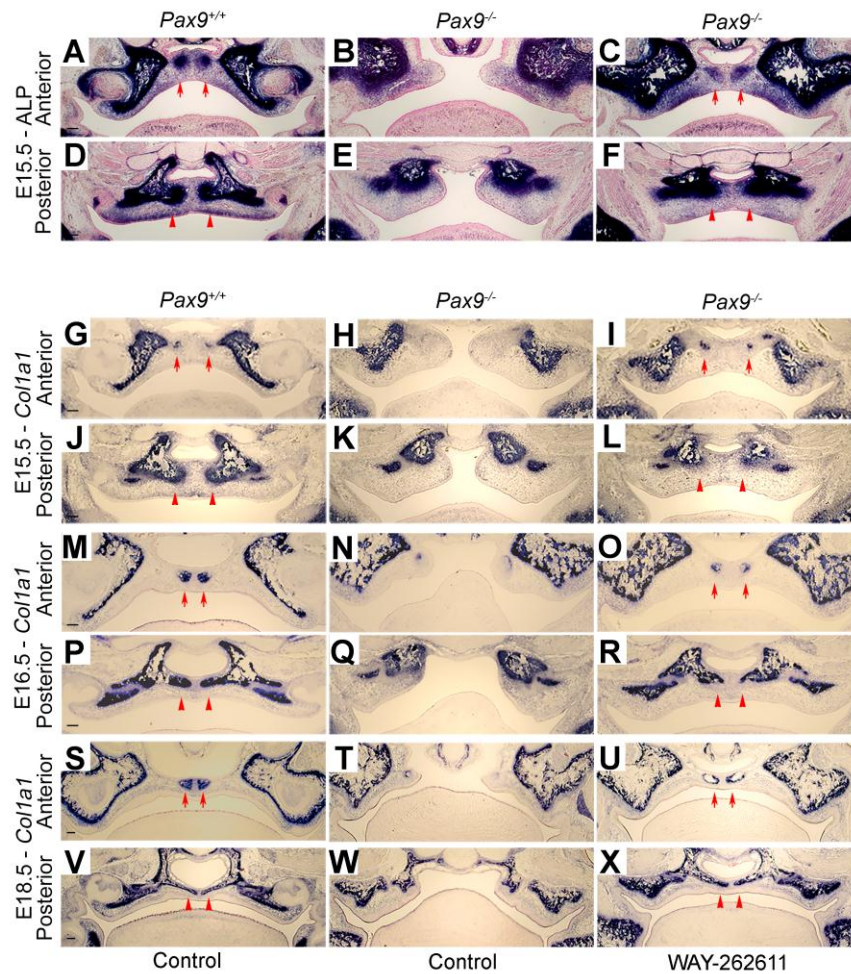 Pax9+/+ Pax9-/- Pax9-/-
E15.5 - ALP
Anterior
Posterior
A B C
D E F
Pax9+/+ Pax9-/- Pax9-/-
E15.5 - Col1a1
Anterior
Posterior
G H I
J K L
E16.5 - Col1a1
Anterior
Posterior
M N O
P Q R
E18.5 - Col1a1
Anterior
Posterior
S T U
V W X
Control Control WAY-262611